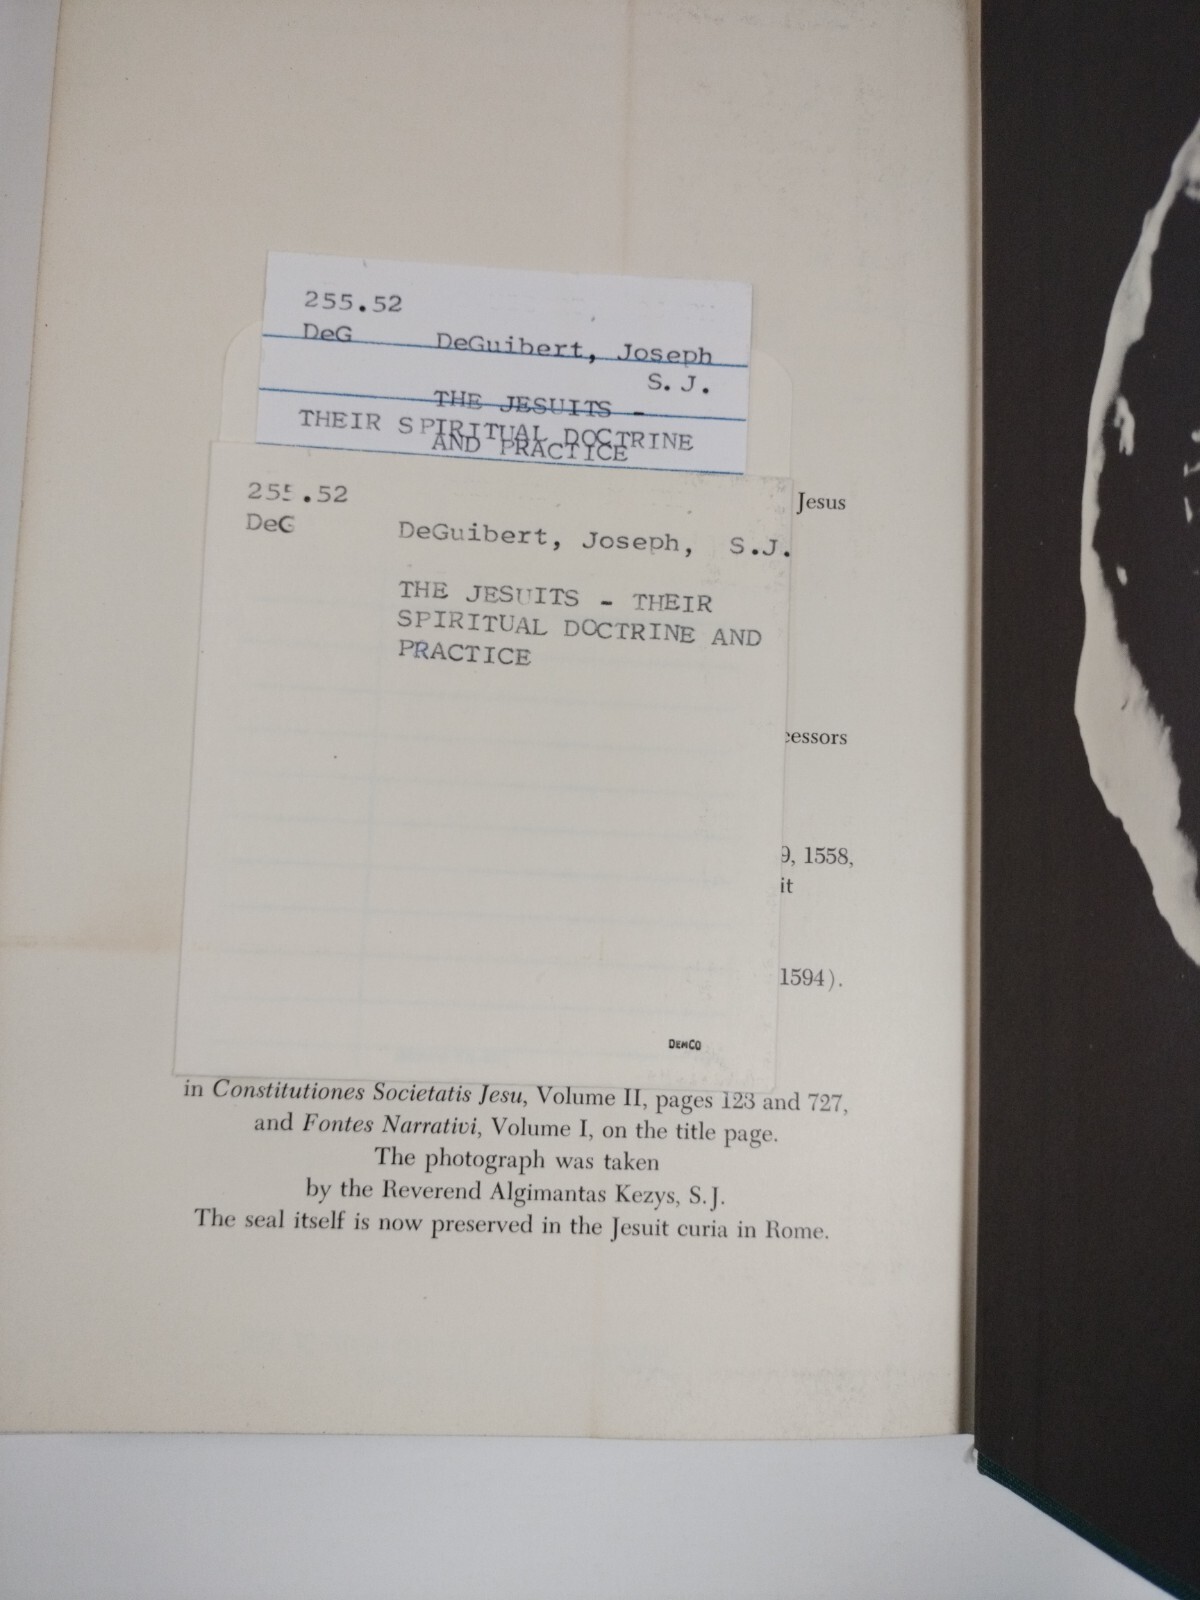 255.52
DeG DeGuibert, Joseph
S.J.
THE JESUITS -
THEIR SPIRITUAL DOCTRINE
AND PRACTICE
255.52
DeG DeGuibert, Joseph, S.J.
THE JESUITS - THEIR
SPIRITUAL DOCTRINE AND
PRACTICE
DEMCO
Jesus
9, 1558,
it
1594).
in Constitutiones Societatis Jesu, Volume II, pages 123 and 727,
and Fontes Narrativi, Volume I, on the title page.
The photograph was taken
by the Reverend Algimantas Kezys, S.J.
The seal itself is now preserved in the Jesuit curia in Rome.